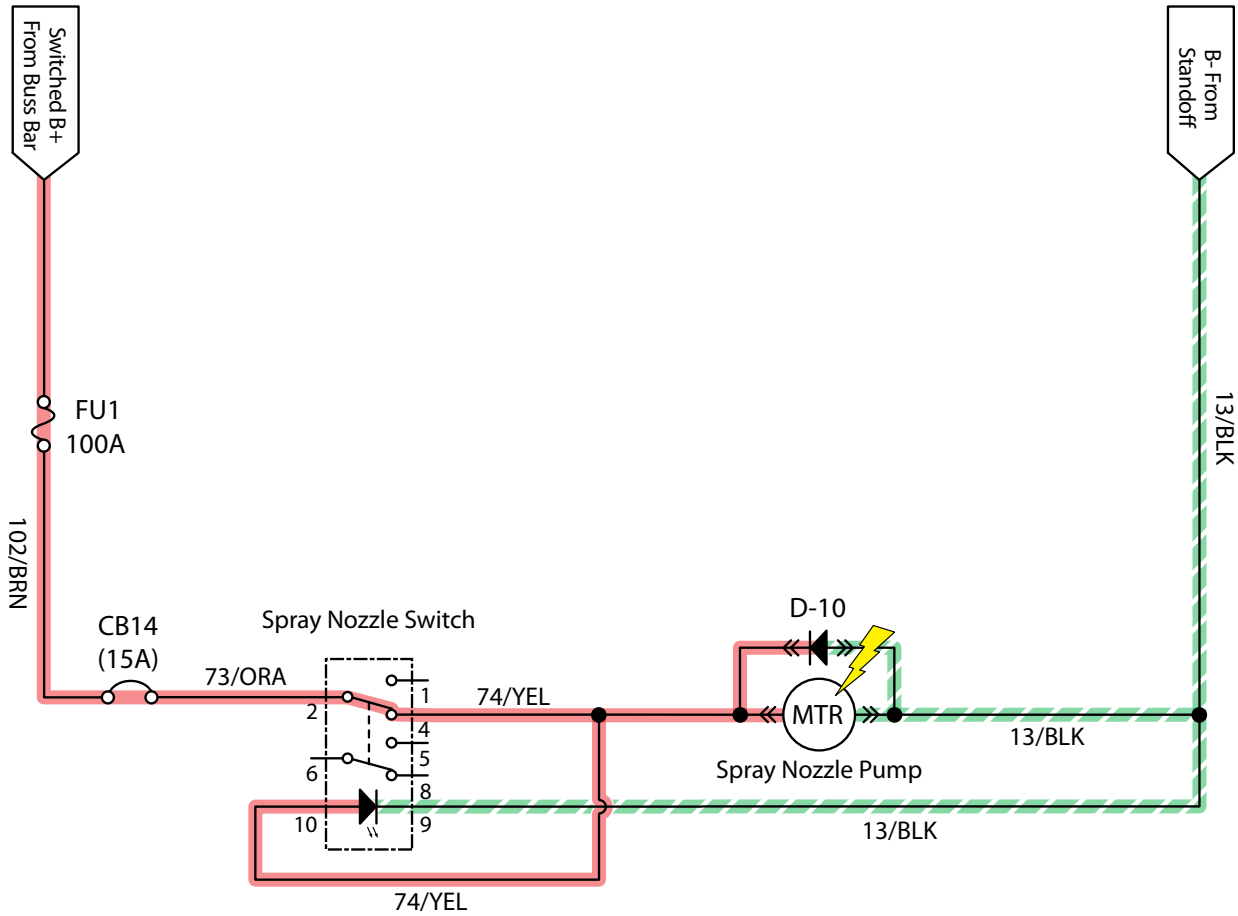 Switched B+
From Buss Bar
B- From
Standoff
FU1
100A
13/BLK
102/BRN
D-10
CB14
(15A)
Spray Nozzle Switch
73/ORA
1
2
74/YEL
4
MTR
13/BLK
5
6
Spray Nozzle Pump
8
10
9
13/BLK
74/YEL